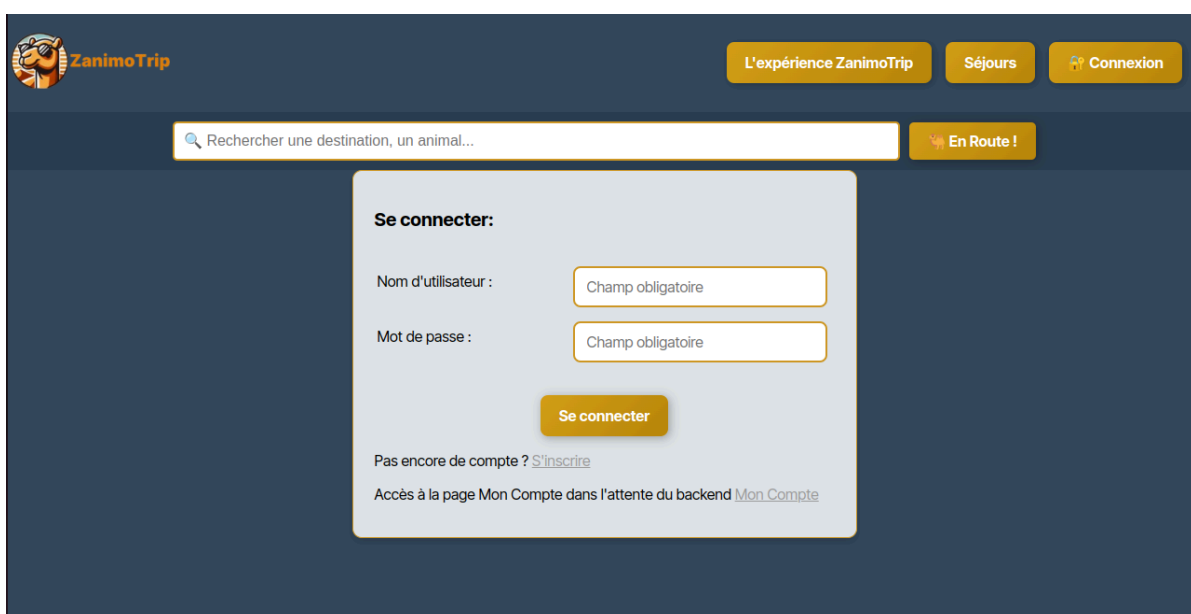 ZanimoTrip
L'expérience ZanimoTrip
Séjours
🔐 Connexion
🔍 Rechercher une destination, un animal...
🐪 En Route !
Se connecter:
Nom d'utilisateur :
Champ obligatoire
Mot de passe :
Champ obligatoire
Se connecter
Pas encore de compte ? S'inscrire
Accès à la page Mon Compte dans l'attente du backend Mon Compte